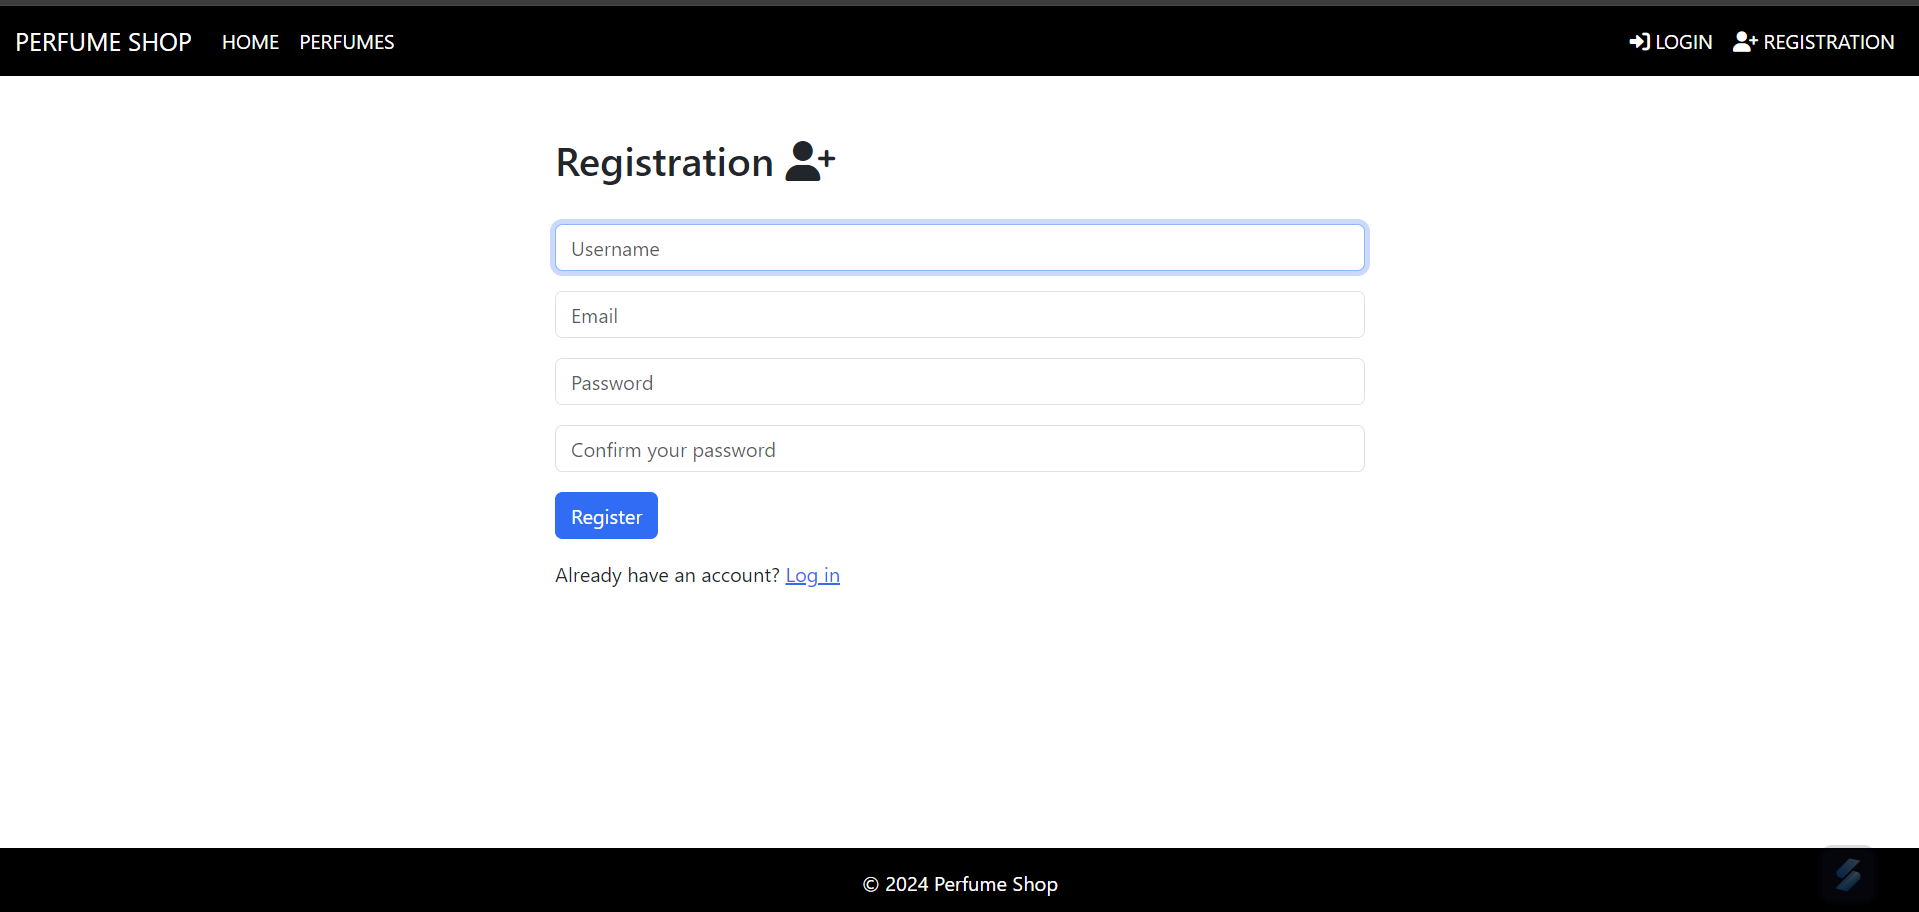 PERFUME SHOP HOME PERFUMES LOGIN REGISTRATION
Registration
Username
Email
Password
Confirm your password
Register
Already have an account? Log in
© 2024 Perfume Shop